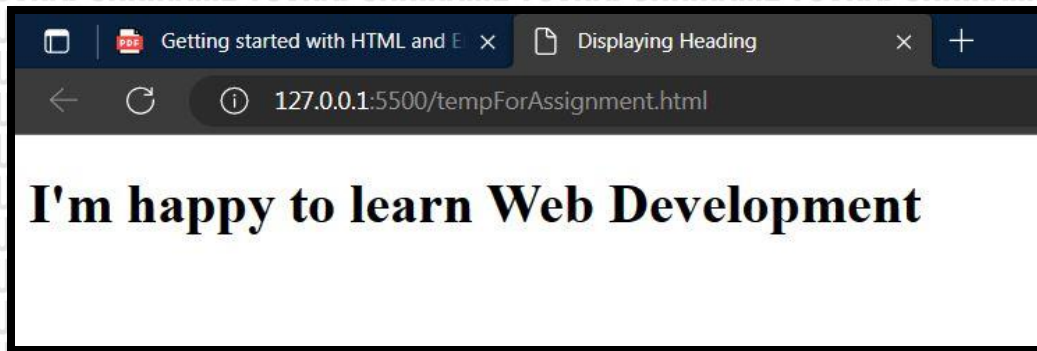 PDF Getting started with HTML and E
Displaying Heading
127.0.0.1:5500/tempForAssignment.html
I'm happy to learn Web Development